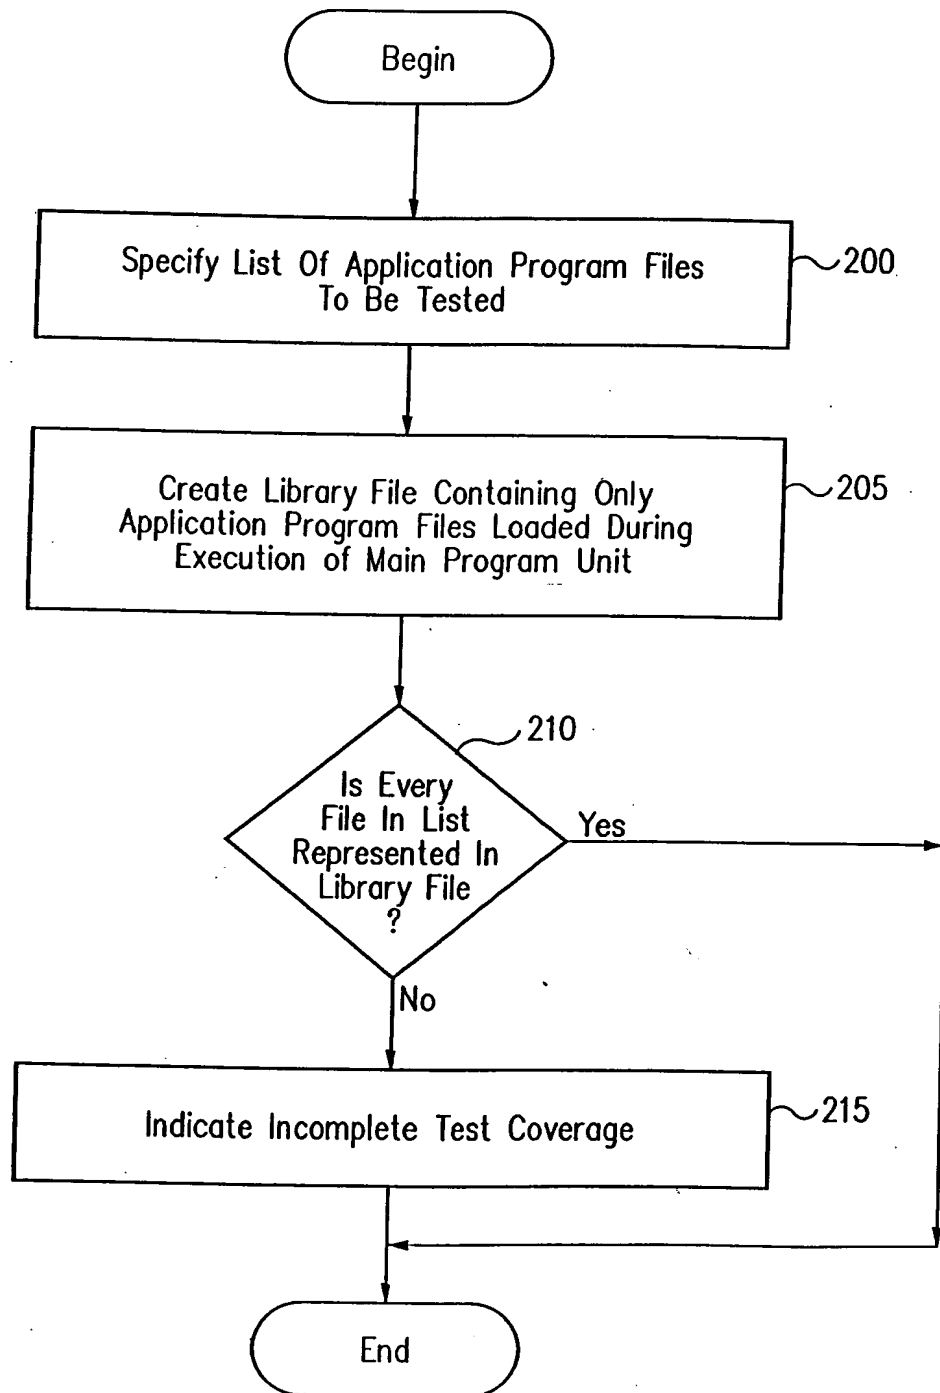 Begin
Specify List Of Application Program Files
To Be Tested
200
Create Library File Containing Only
Application Program Files Loaded During
Execution of Main Program Unit
205
210
Is Every
File In List
Represented In
Library File
?
Yes
No
Indicate Incomplete Test Coverage
215
End